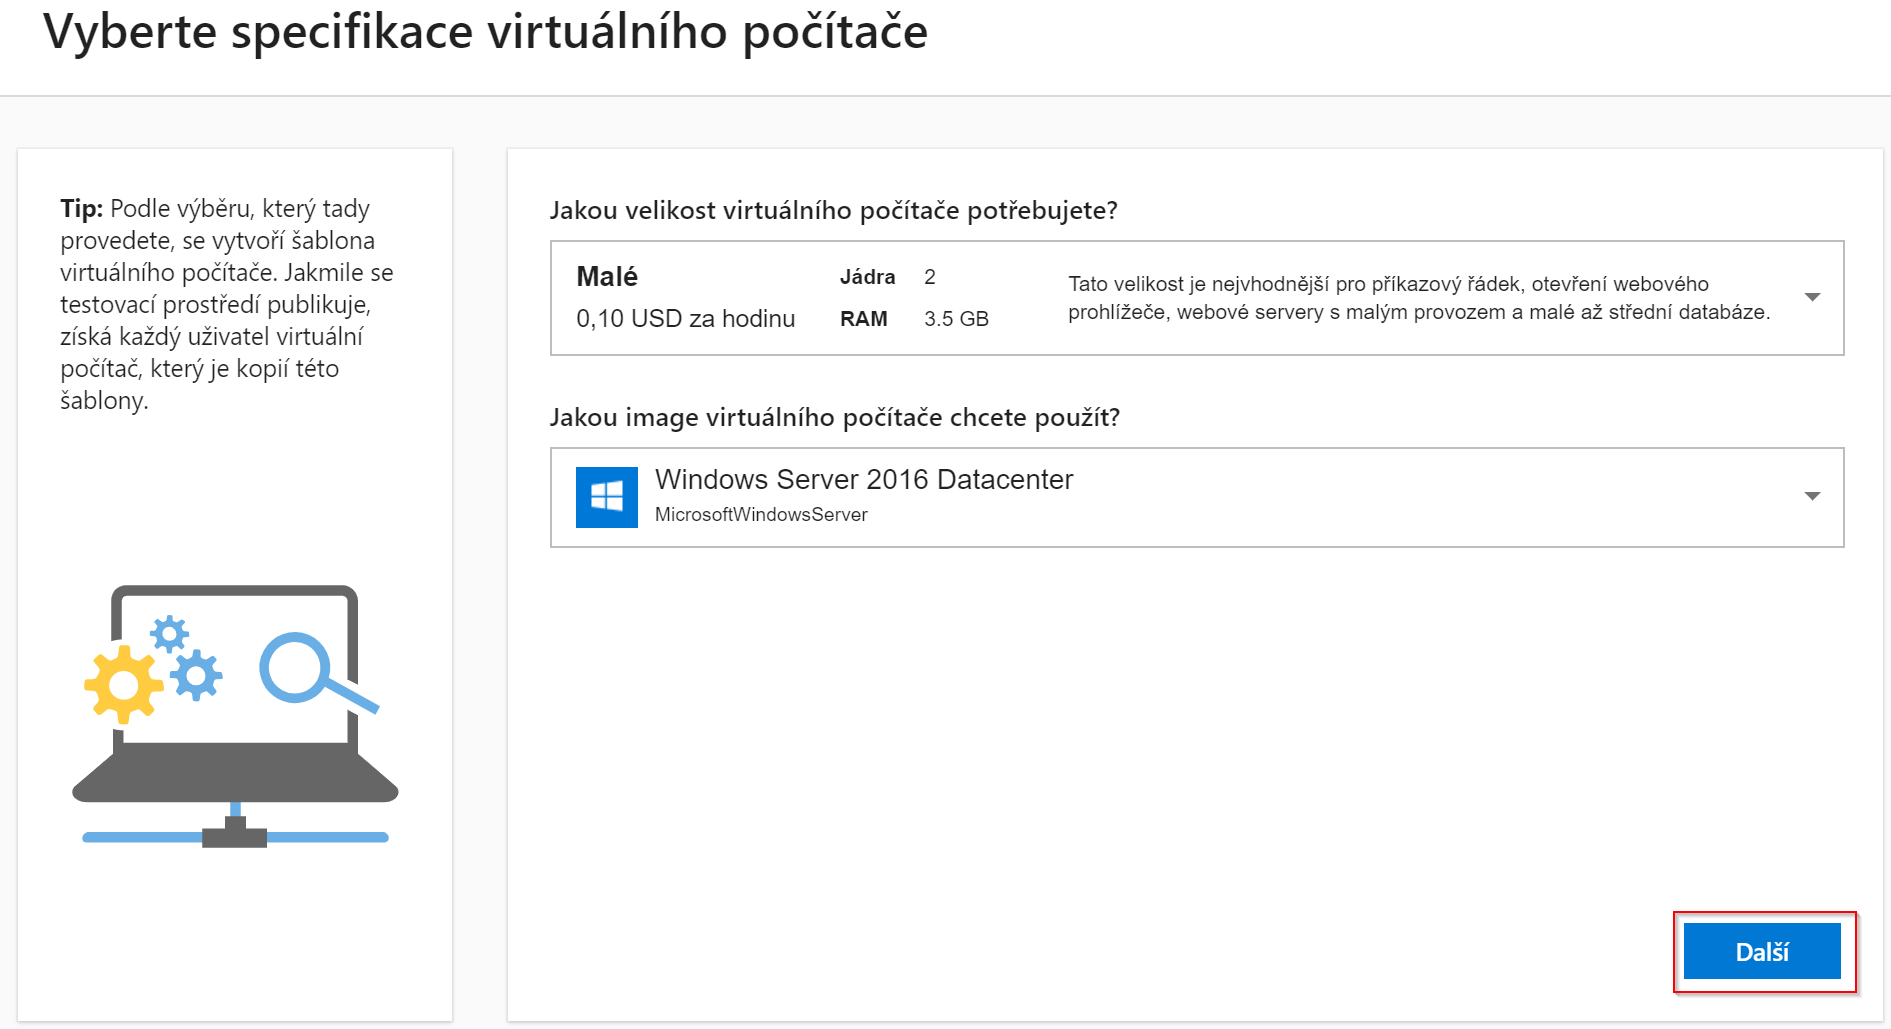 Vyberte specifikace virtuálního počítače
Tip: Podle výběru, který tady
provedete, se vytvoří šablona
virtuálního počítače. Jakmile se
testovací prostředí publikuje,
získá každý uživatel virtuální
počítač, který je kopií této
šablony.
Jakou velikost virtuálního počítače potřebujete?
Malé
0,10 USD za hodinu
Jádra 2
RAM 3.5 GB
Tato velikost je nejvhodnější pro příkazový řádek, otevření webového
prohlížeče, webové servery s malým provozem a malé až střední databáze.
Jakou image virtuálního počítače chcete použít?
Windows Server 2016 Datacenter
MicrosoftWindowsServer
Další